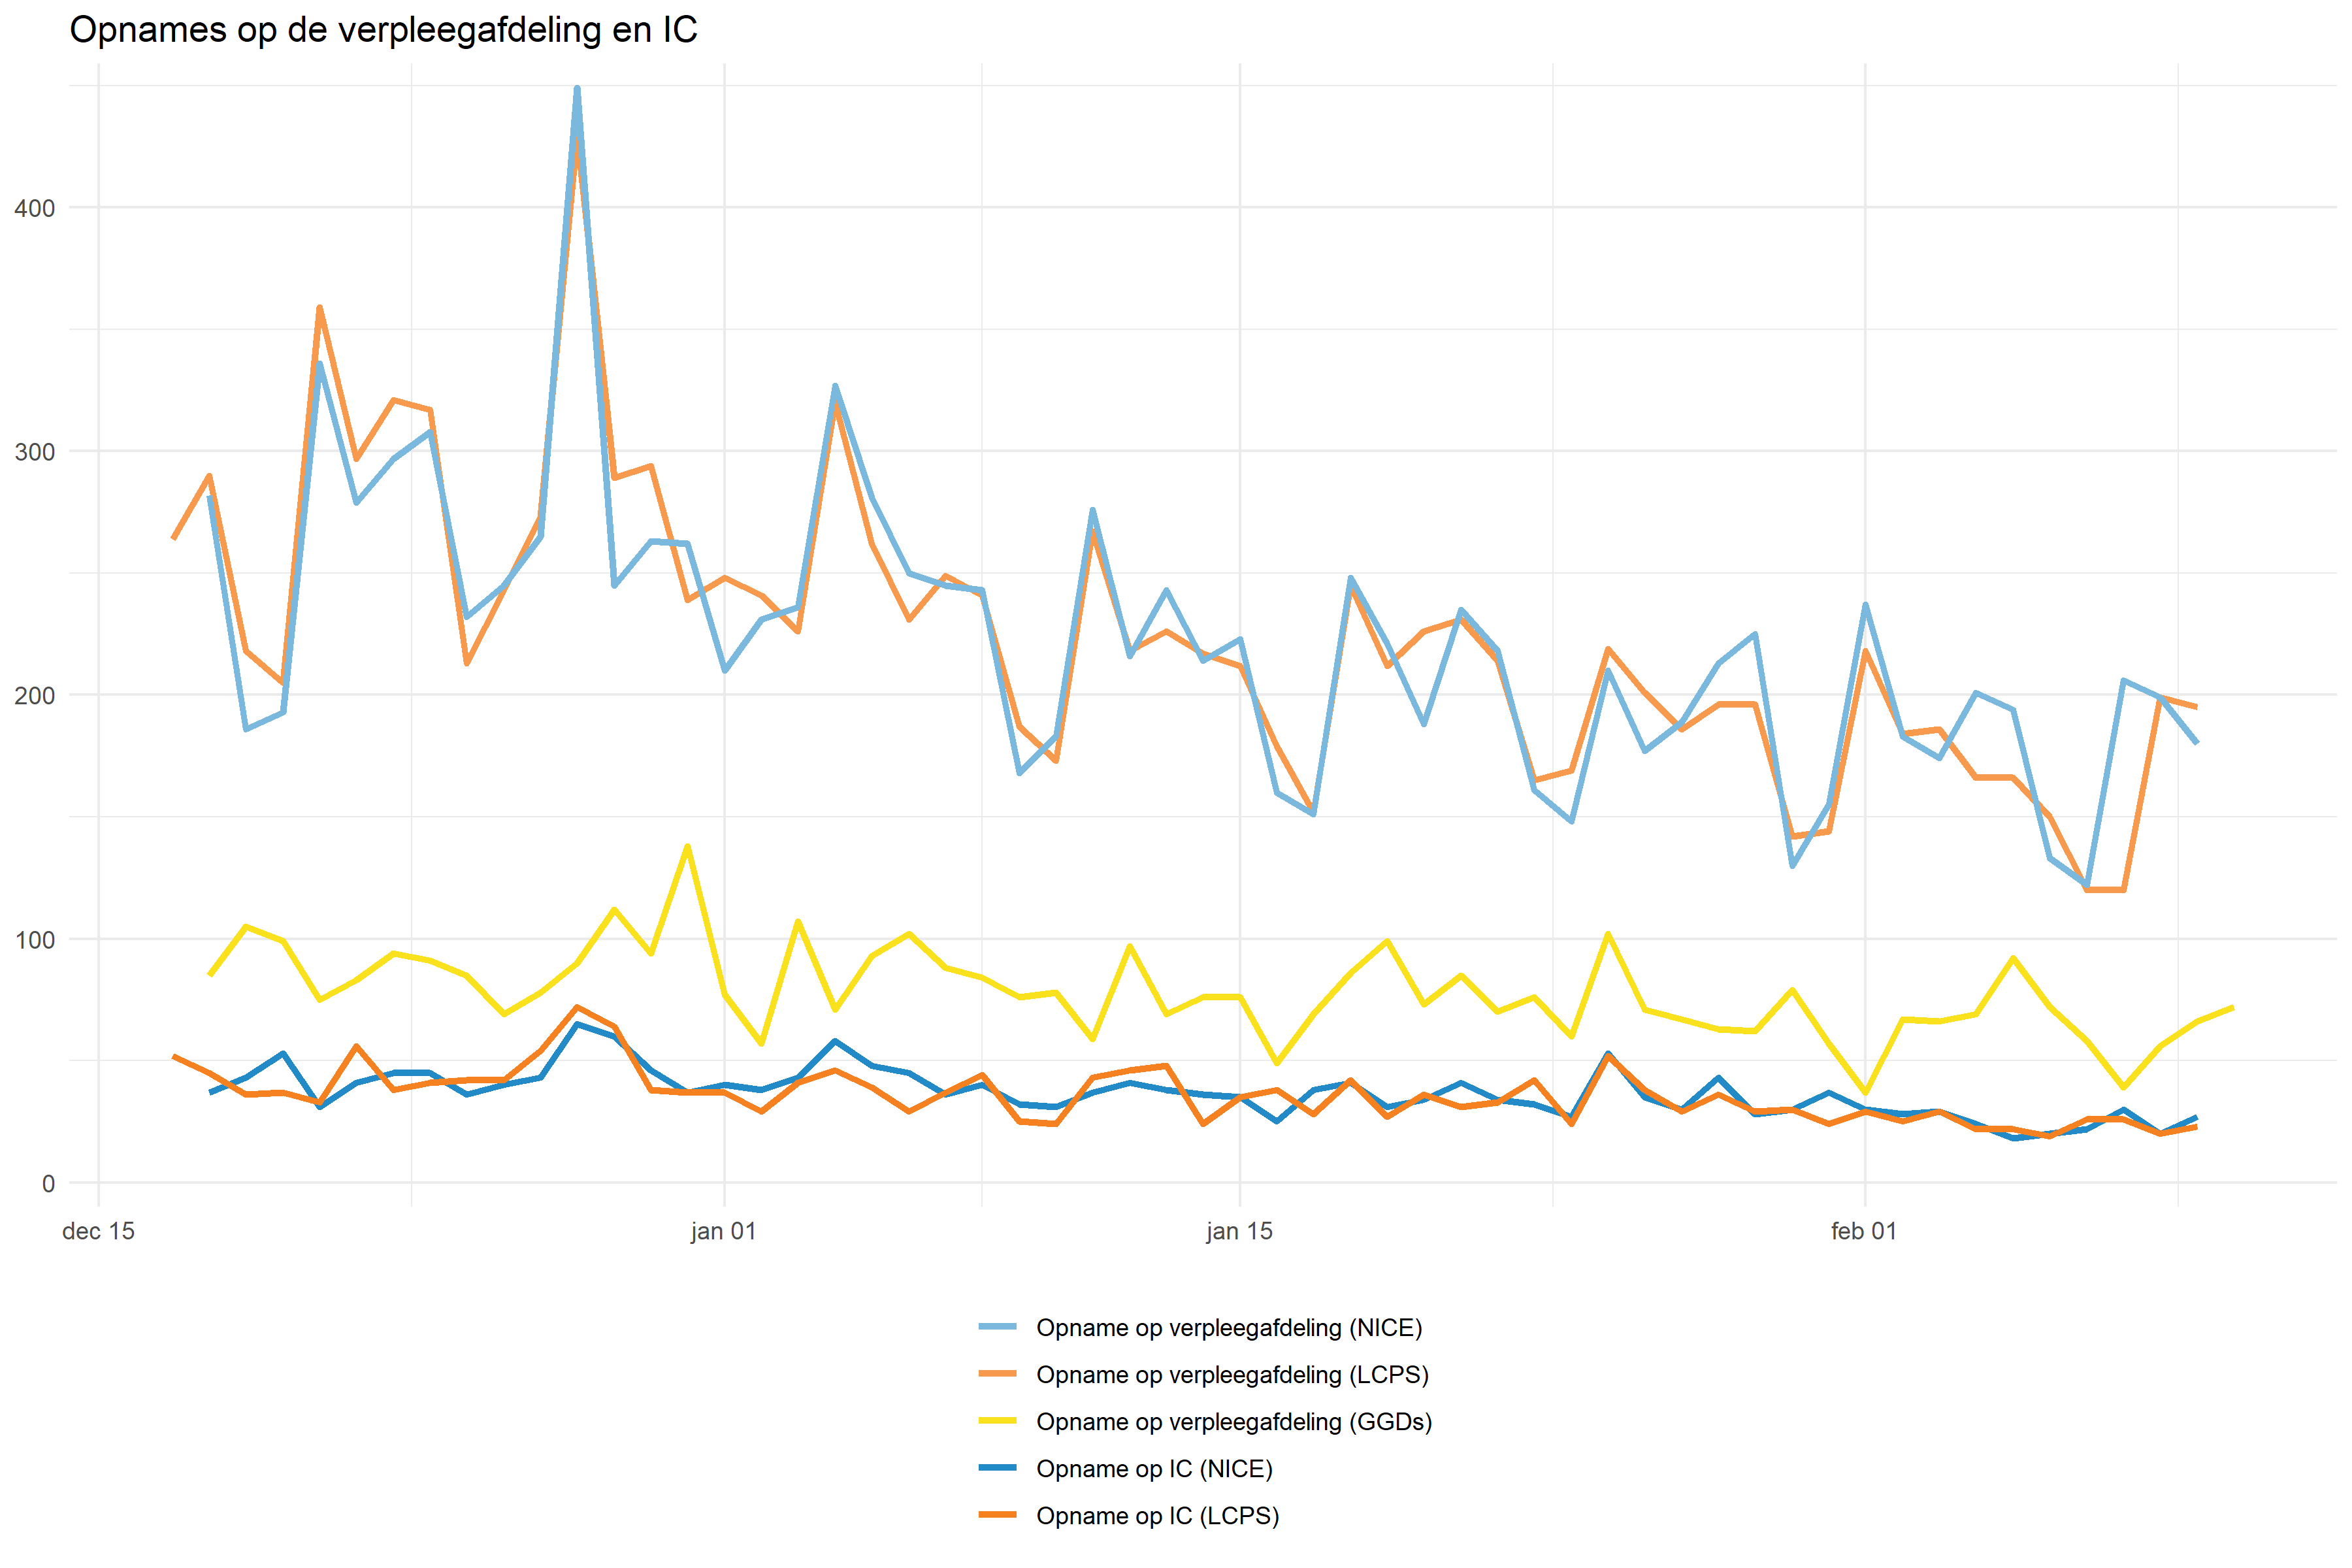 Opnames op de verpleegafdeling en IC
400
300
200
100
0
dec 15
jan 01
jan 15
feb 01
Opname op verpleegafdeling (NICE)
Opname op verpleegafdeling (LCPS)
Opname op verpleegafdeling (GGDs)
Opname op IC (NICE)
Opname op IC (LCPS)